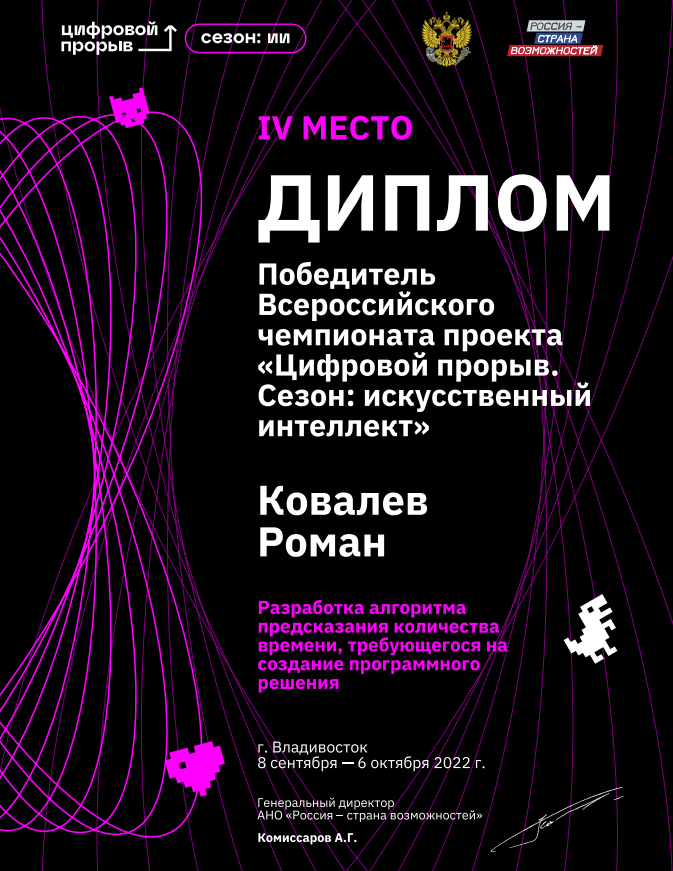 цифровой
прорыв
сезон: ии
РОССИЯ –
СТРАНА
ВОЗМОЖНОСТЕЙ
IV МЕСТО
ДИПЛОМ
Победитель
Всероссийского
чемпионата проекта
«Цифровой прорыв.
Сезон: искусственный
интеллект»
Ковалев
Роман
Разработка алгоритма
предсказания количества
времени, требующегося на
создание программного
решения
г. Владивосток
8 сентября — 6 октября 2022 г.
Генеральный директор
АНО «Россия – страна возможностей»
Комиссаров А.Г.